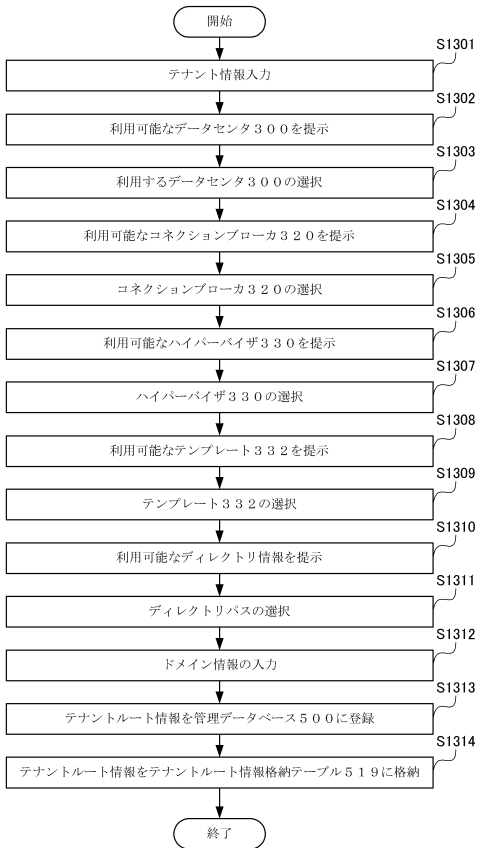 開始
S1301
テナント情報入力
S1302
利用可能なデータセンタ３００を提示
S1303
利用するデータセンタ３００の選択
S1304
利用可能なコネクションブローカ３２０を提示
S1305
コネクションブローカ３２０の選択
S1306
利用可能なハイパーバイザ３３０を提示
S1307
ハイパーバイザ３３０の選択
S1308
利用可能なテンプレート３３２を提示
S1309
テンプレート３３２の選択
S1310
利用可能なディレクトリ情報を提示
S1311
ディレクトリパスの選択
S1312
ドメイン情報の入力
S1313
テナントルート情報を管理データベース５００に登録
S1314
テナントルート情報をテナントルート情報格納テーブル５１９に格納
終了